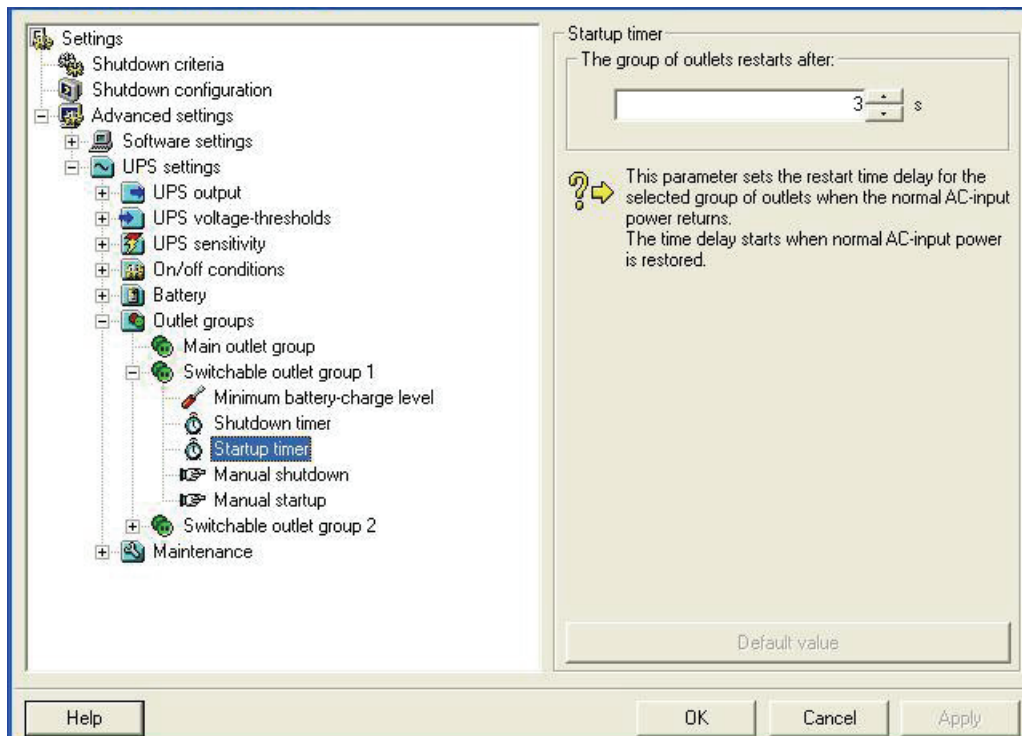 Settings
Shutdown criteria
Shutdown configuration
Advanced settings
Software settings
UPS settings
UPS output
UPS voltage-thresholds
UPS sensitivity
On/off conditions
Battery
Outlet groups
Main outlet group
Switchable outlet group 1
Minimum battery-charge level
Shutdown timer
Startup timer
Manual shutdown
Manual startup
Switchable outlet group 2
Maintenance
Startup timer
The group of outlets restarts after:
3 s
This parameter sets the restart time delay for the
selected group of outlets when the normal AC-input
power returns.
The time delay starts when normal AC-input power
is restored.
Default value
Help
OK
Cancel
Apply